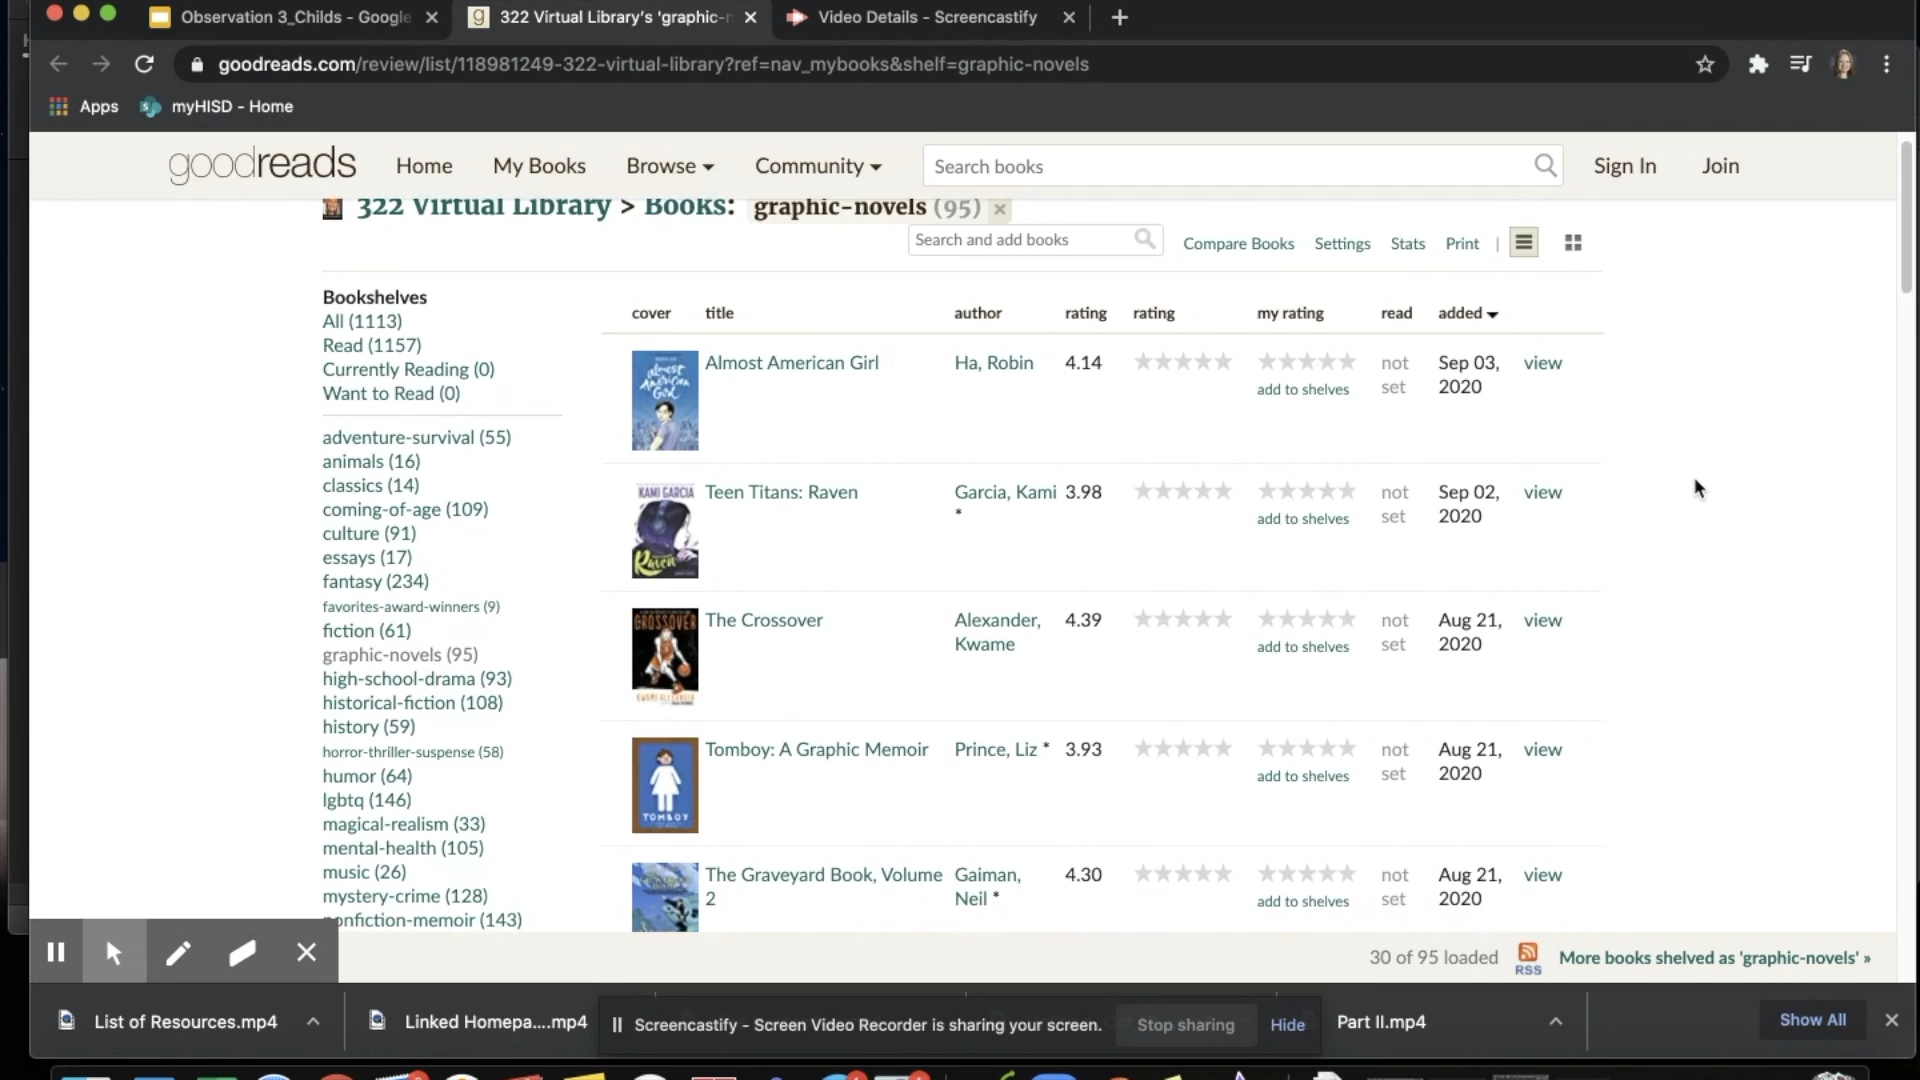 Observation 3_Childs - Google
322 Virtual Library's 'graphic-n
Video Details - Screencastify
goodreads.com/review/list/118981249-322-virtual-library?ref=nav_mybooks&shelf=graphic-novels
Apps
myHISD - Home
goodreads
Home
My Books
Browse
Community
Search books
Sign In
Join
322 Virtual Library > Books: graphic-novels (95)
Search and add books
Compare Books
Settings
Stats
Print
|
Bookshelves
All (1113)
Read (1157)
Currently Reading (0)
Want to Read (0)
adventure-survival (55)
animals (16)
classics (14)
coming-of-age (109)
culture (91)
essays (17)
fantasy (234)
favorites-award-winners (9)
fiction (61)
graphic-novels (95)
high-school-drama (93)
historical-fiction (108)
history (59)
horror-thriller-suspense (58)
humor (64)
lgbtq (146)
magical-realism (33)
mental-health (105)
music (26)
mystery-crime (128)
nonfiction-memoir (143)
cover title author rating rating my rating read added
almost American Girl
Almost American Girl Ha, Robin 4.14 not Sep 03, view
add to shelves set 2020
KAMI GARCIA
Raven
Teen Titans: Raven Garcia, Kami 3.98 not Sep 02, view
* add to shelves set 2020
CROSSOVER
KWAME ALEXANDER
The Crossover Alexander, 4.39 not Aug 21, view
Kwame add to shelves set 2020
TOMBOY
Tomboy: A Graphic Memoir Prince, Liz * 3.93 not Aug 21, view
add to shelves set 2020
The Graveyard Book, Volume Gaiman, 4.30 not Aug 21, view
2 Neil * add to shelves set 2020
30 of 95 loaded
RSS
More books shelved as 'graphic-novels' »
List of Resources.mp4
Linked Homepa....mp4
Screencastify - Screen Video Recorder is sharing your screen.
Stop sharing
Hide
Part II.mp4
Show All